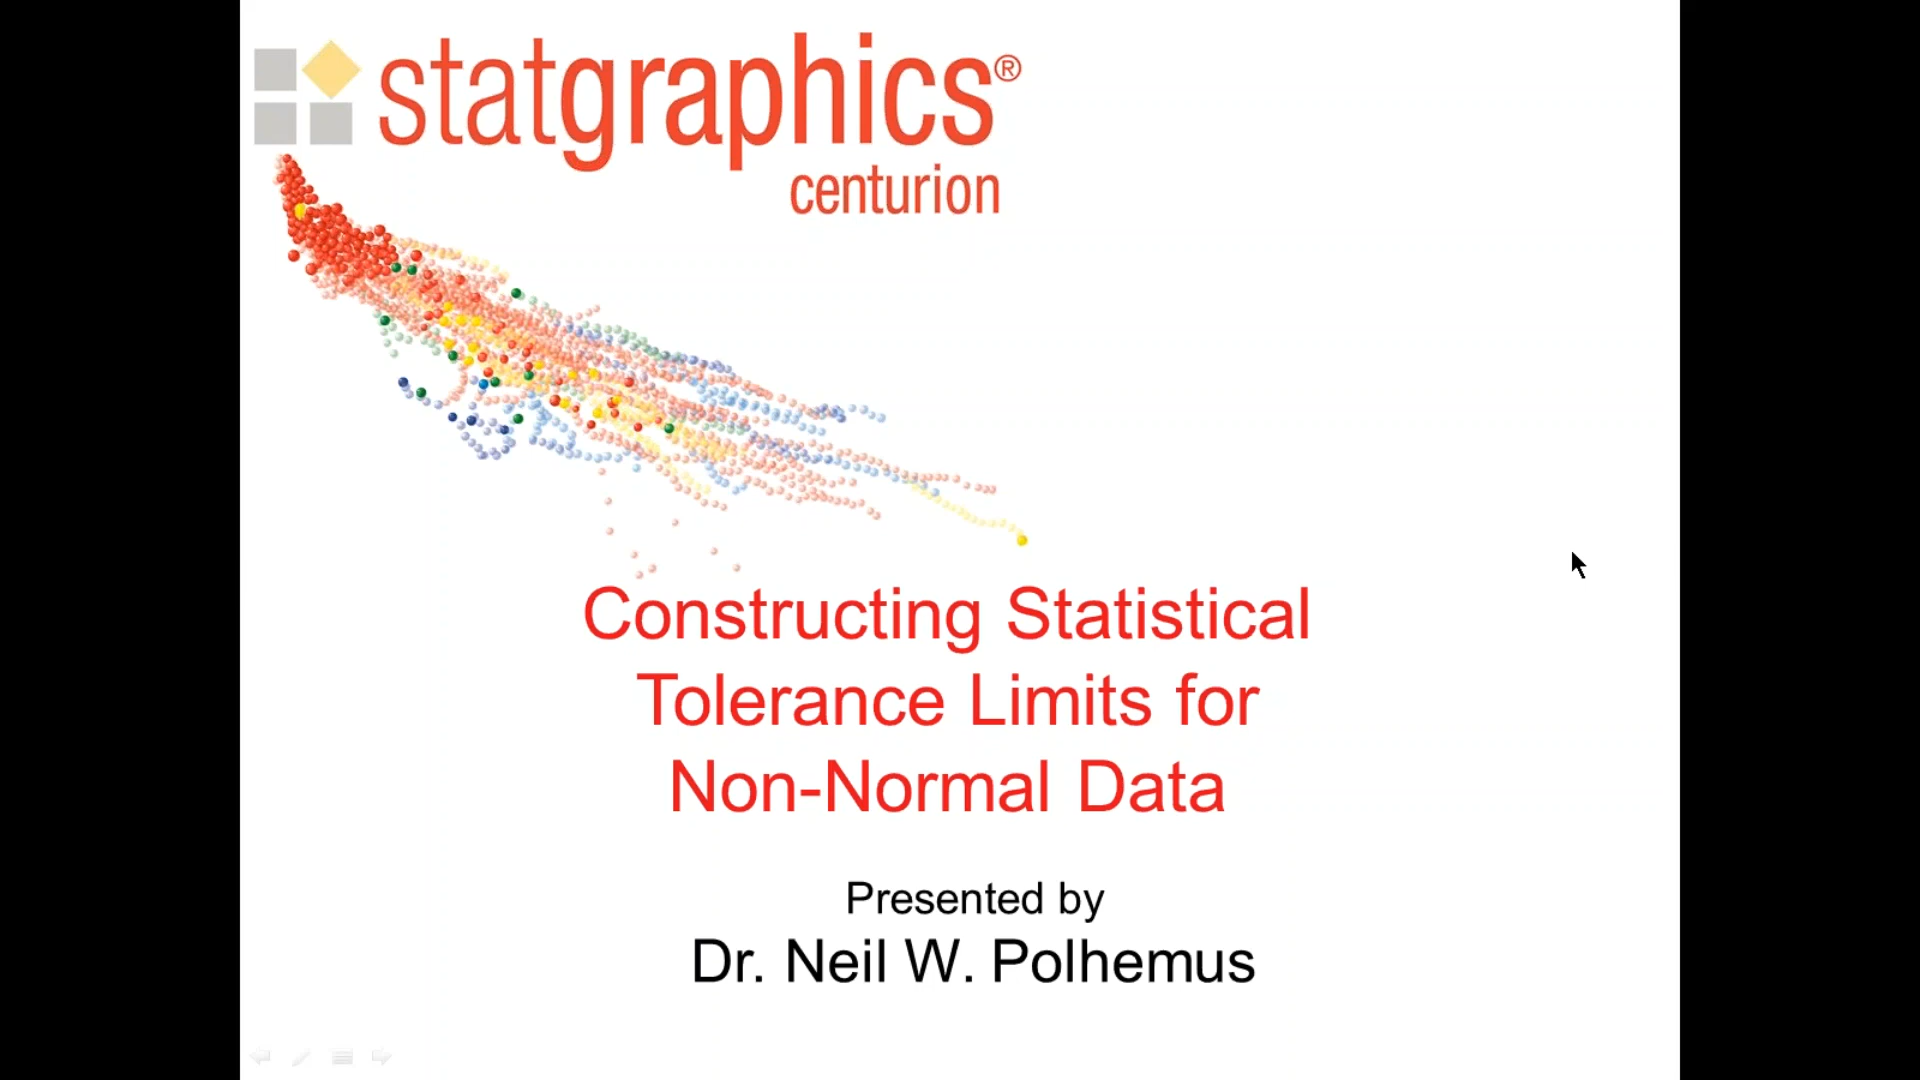 statgraphics®
centurion
Constructing Statistical
Tolerance Limits for
Non-Normal Data
Presented by
Dr. Neil W. Polhemus